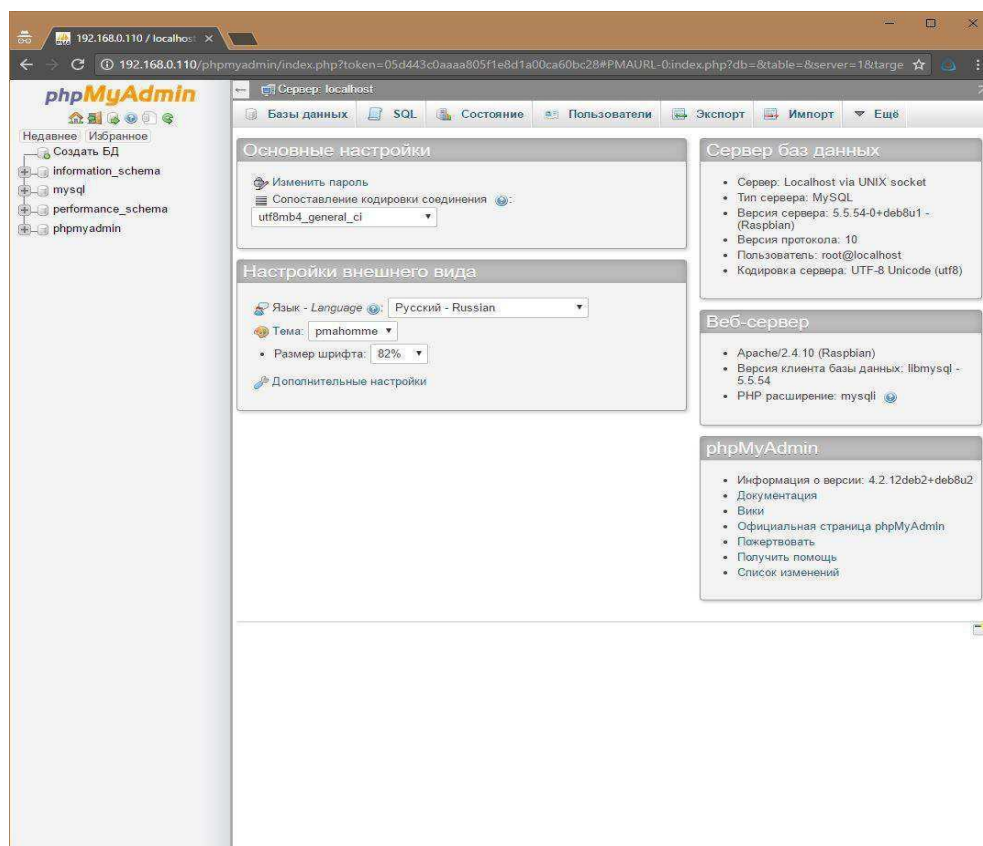 192.168.0.110 / localhos
192.168.0.110/phpmyadmin/index.php?token=05d443c0aaaa805f1e8d1a00ca60bc28#PMAURL-0:index.php?db=&table=&server=1&targe
phpMyAdmin
Недавнее Избранное
Создать БД
information_schema
mysql
performance_schema
phpmyadmin
Сервер: localhost
Базы данных SQL Состояние Пользователи Экспорт Импорт Ещё
Основные настройки
Изменить пароль
Сопоставление кодировки соединения :
utf8mb4_general_ci
Настройки внешнего вида
Язык - Language : Русский - Russian
Тема: pmahomme
• Размер шрифта: 82%
Дополнительные настройки
Сервер баз данных
• Сервер: Localhost via UNIX socket
• Тип сервера: MySQL
• Версия сервера: 5.5.54-0+deb8u1 -
(Raspbian)
• Версия протокола: 10
• Пользователь: root@localhost
• Кодировка сервера: UTF-8 Unicode (utf8)
Веб-сервер
• Apache/2.4.10 (Raspbian)
• Версия клиента базы данных: libmysql -
5.5.54
• PHP расширение: mysqli
phpMyAdmin
• Информация о версии: 4.2.12deb2+deb8u2
• Документация
• Вики
• Официальная страница phpMyAdmin
• Пожертвовать
• Получить помощь
• Список изменений